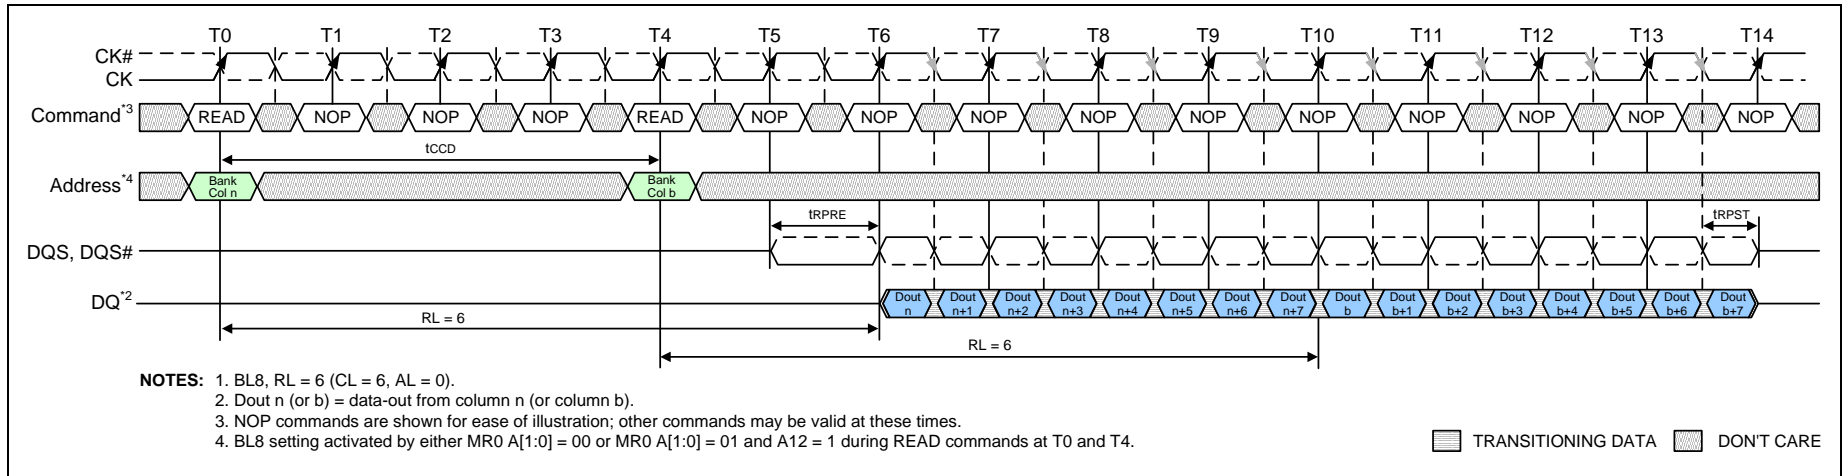 T0 T1 T2 T3 T4 T5 T6 T7 T8 T9 T10 T11 T12 T13 T14
CK#
CK
Command*3 READ NOP NOP NOP READ NOP NOP NOP NOP NOP NOP NOP NOP NOP NOP
tCCD
Address*4 Bank Col n Bank Col b
tRPRE tRPST
DQS, DQS#
DQ*2 Dout n Dout n+1 Dout n+2 Dout n+3 Dout n+4 Dout n+5 Dout n+6 Dout n+7 Dout b Dout b+1 Dout b+2 Dout b+3 Dout b+4 Dout b+5 Dout b+6 Dout b+7
RL = 6
RL = 6
NOTES: 1. BL8, RL = 6 (CL = 6, AL = 0).
2. Dout n (or b) = data-out from column n (or column b).
3. NOP commands are shown for ease of illustration; other commands may be valid at these times.
4. BL8 setting activated by either MR0 A[1:0] = 00 or MR0 A[1:0] = 01 and A12 = 1 during READ commands at T0 and T4.
TRANSITIONING DATA DON'T CARE